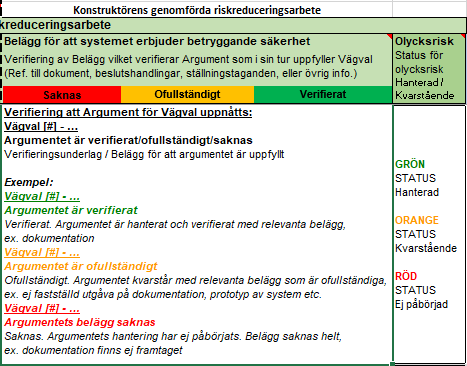 Konstruktörens genomförda riskreduceringsarbete
kreduceringsarbete
Belägg för att systemet erbjuder betryggande säkerhet
Verifiering av Belägg vilket verifierar Argument som i sin tur uppfyller Vägval
(Ref. till dokument, beslutshandlingar, ställningstaganden, eller övrig info.)
Saknas Ofullständigt Verifierat
Olycksrisk
Status för
olycksrisk
Hanterad /
Kvarstående
Verifiering att Argument för Vägval uppnåtts:
Vägval [#] - ...
Argumentet är verifierat/ofullständigt/saknas
Verifieringsunderlag / Belägg för att argumentet är uppfyllt
Exempel:
Vägval [#] - ...
Argumentet är verifierat
Verifierat. Argumentet är hanterat och verifierat med relevanta belägg,
ex. dokumentation
Vägval [#] - ...
Argumentet är ofullständigt
Ofullständigt. Argumentet kvarstår med relevanta belägg som är ofullständiga,
ex. ej fastställd utgåva på dokumentation, prototyp av system etc.
Vägval [#] - ...
Argumentets belägg saknas
Saknas. Argumentets hantering har ej påbörjats. Belägg saknas helt,
ex. dokumentation finns ej framtaget
GRÖN
STATUS
Hanterad
ORANGE
STATUS
Kvarstående
RÖD
STATUS
Ej påbörjad